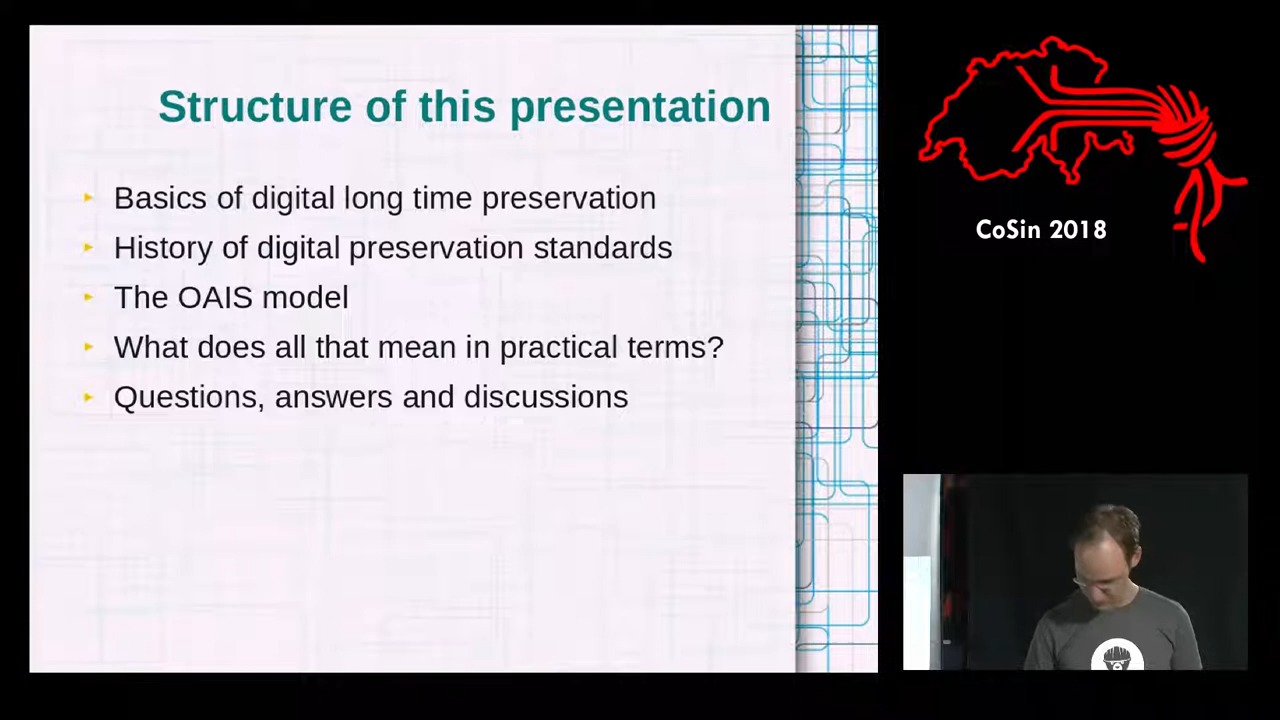 Structure of this presentation
Basics of digital long time preservation
History of digital preservation standards
The OAIS model
What does all that mean in practical terms?
Questions, answers and discussions
CoSin 2018